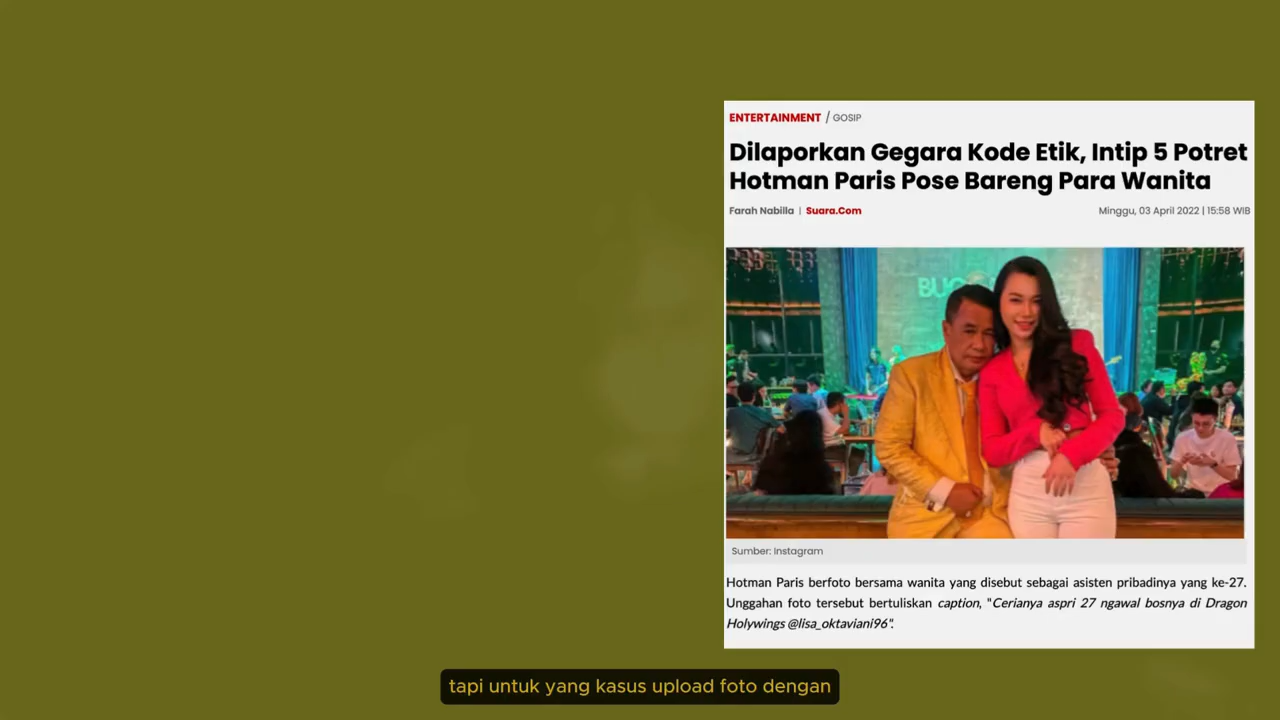 ENTERTAINMENT / GOSIP
Dilaporkan Gegara Kode Etik, Intip 5 Potret
Hotman Paris Pose Bareng Para Wanita
Farah Nabilla | Suara.Com Minggu, 03 April 2022 | 15:58 WIB
Sumber: Instagram
Hotman Paris berfoto bersama wanita yang disebut sebagai asisten pribadinya yang ke-27.
Unggahan foto tersebut bertuliskan caption, "Cerianya aspri 27 ngawal bosnya di Dragon
Holywings @lisa_oktaviani96".
tapi untuk yang kasus upload foto dengan